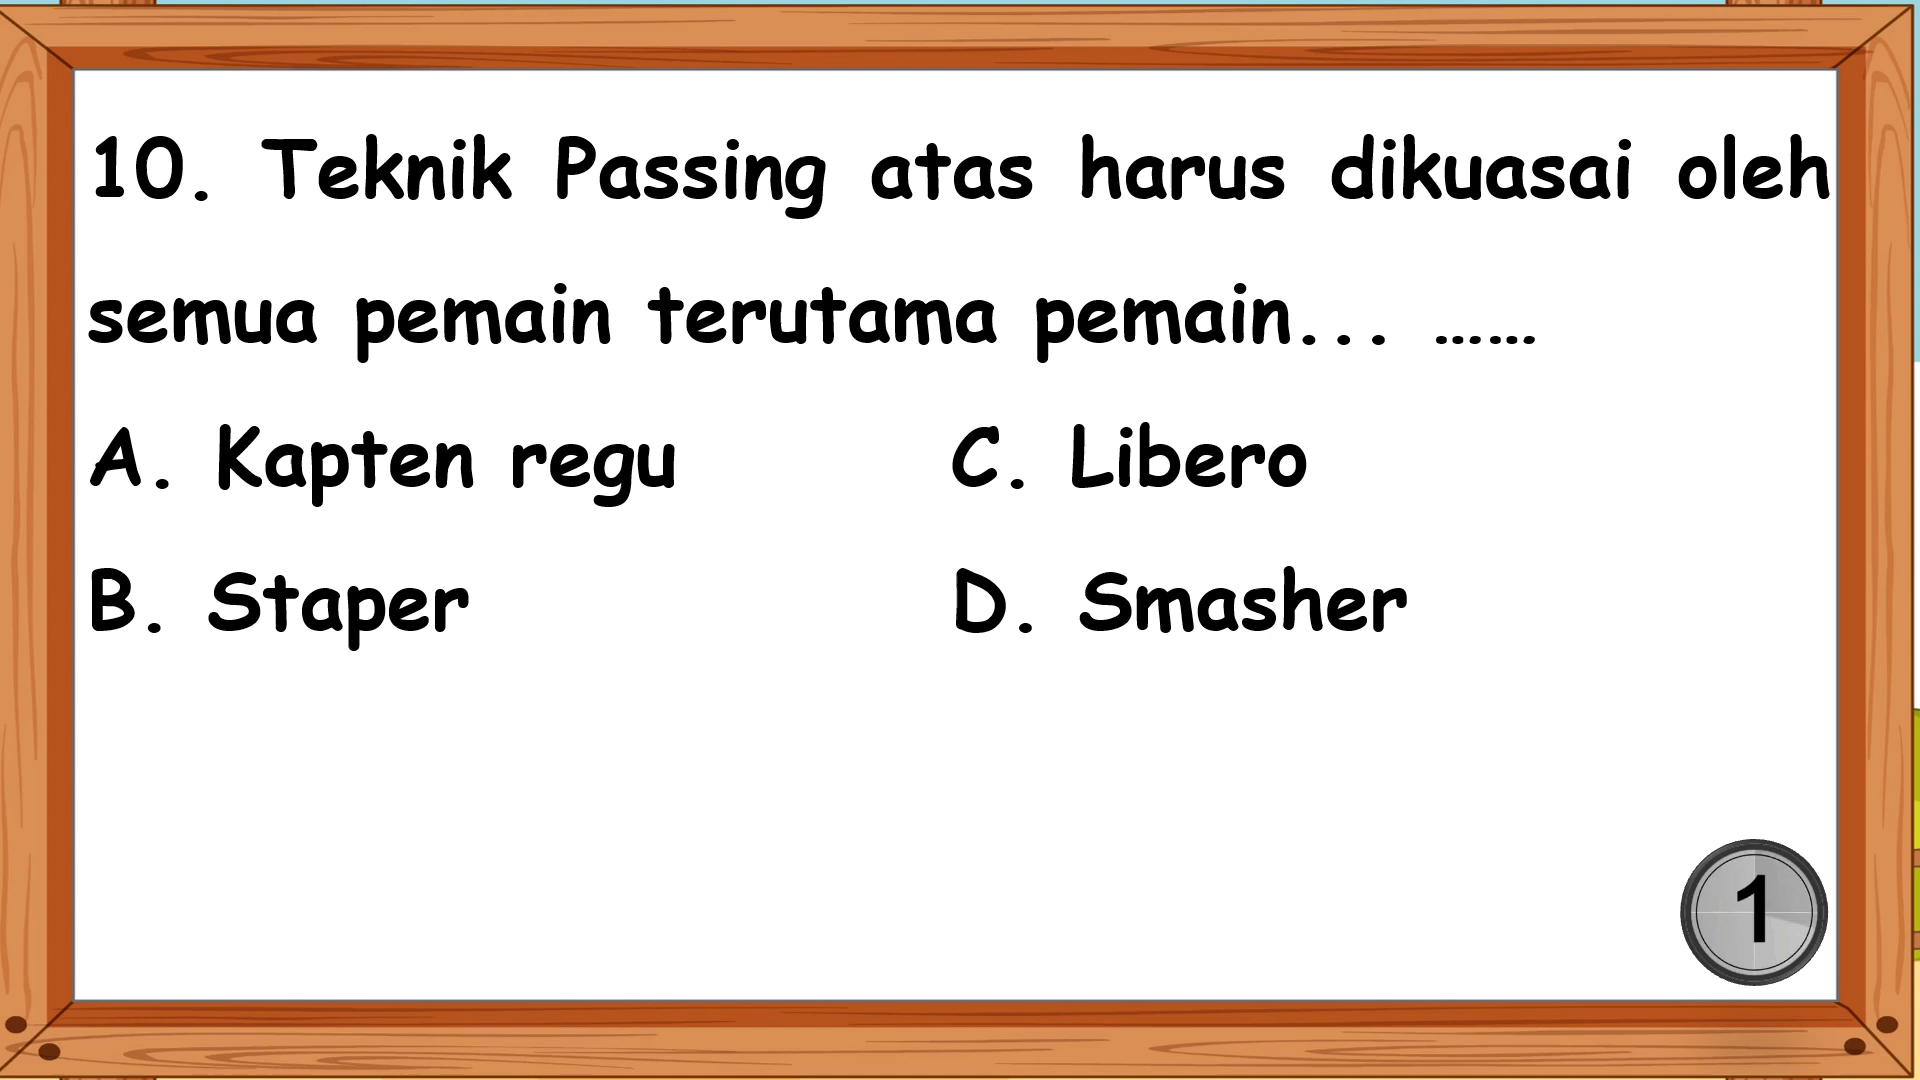 10. Teknik Passing atas harus dikuasai oleh
semua pemain terutama pemain... ......
A. Kapten regu C. Libero
B. Staper D. Smasher
1